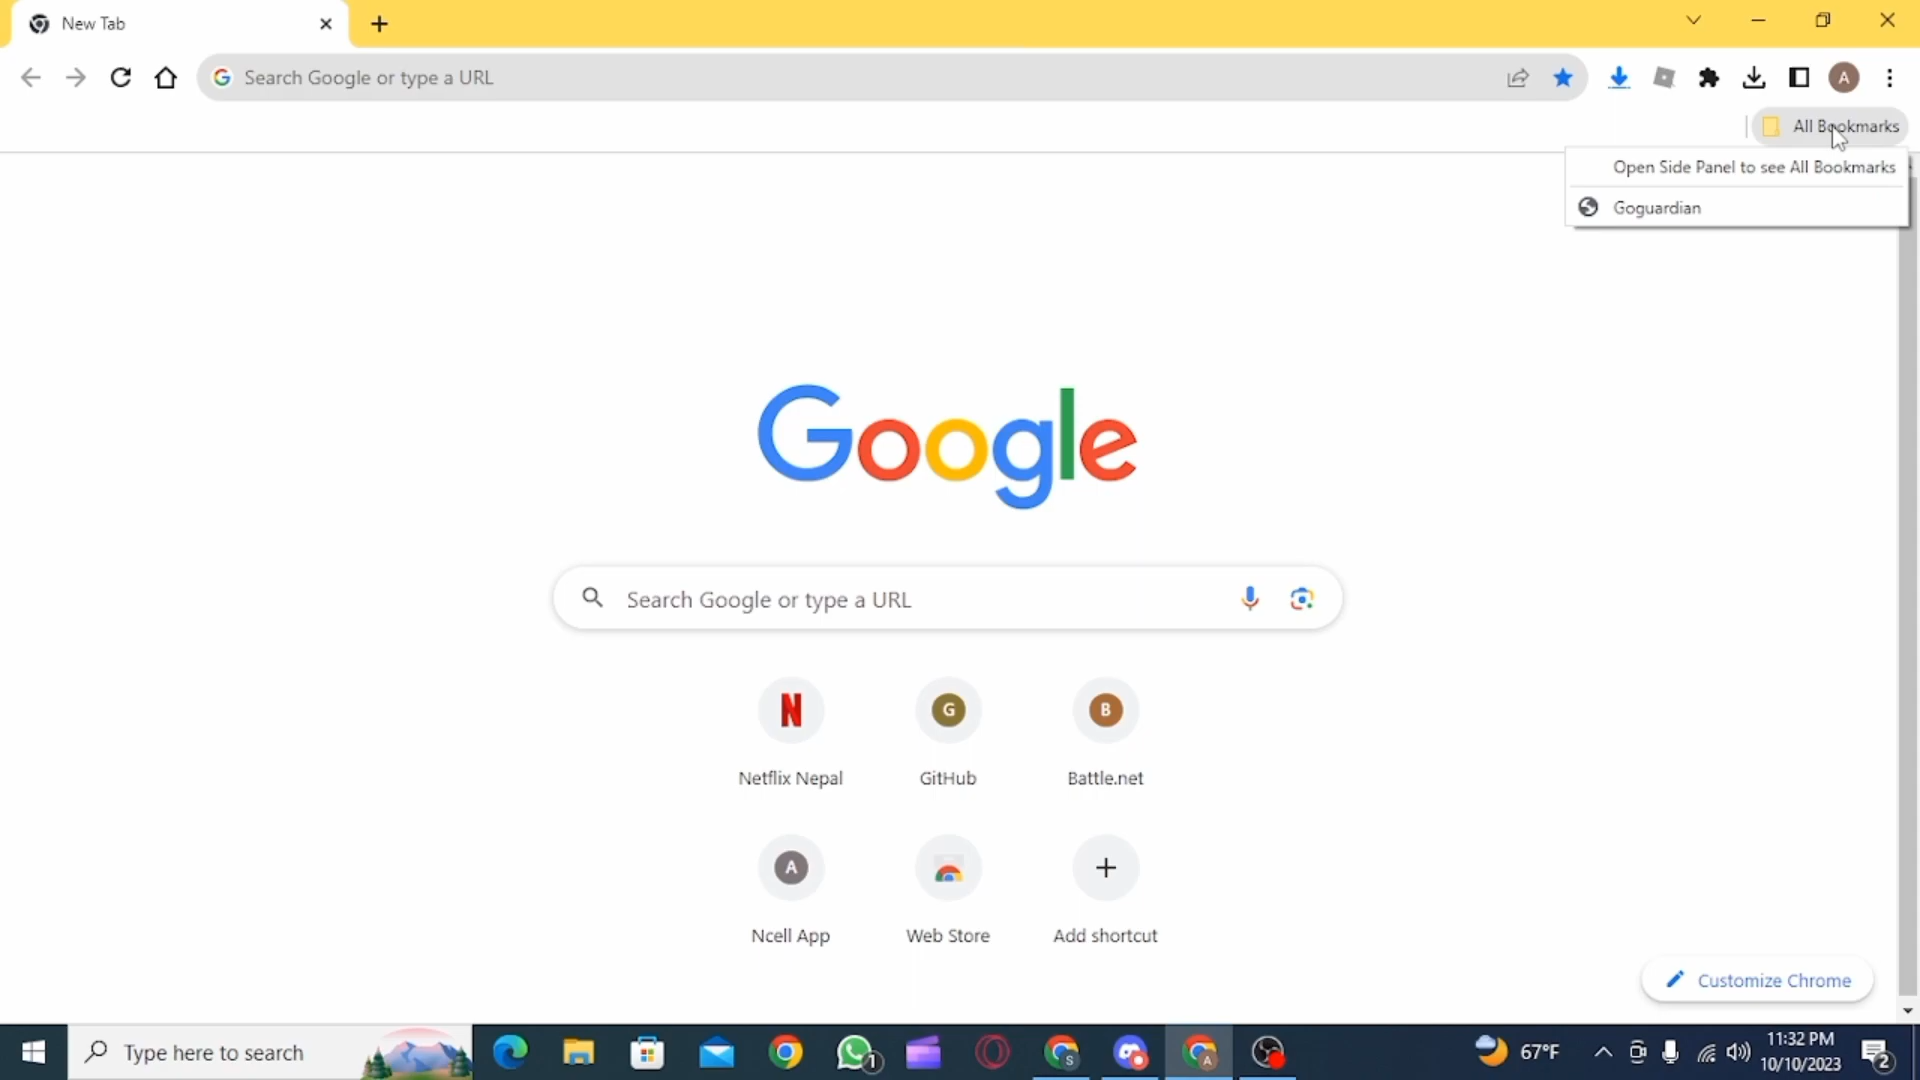 New Tab
Search Google or type a URL
A
All Bookmarks
Open Side Panel to see All Bookmarks
Goguardian
Google
Search Google or type a URL
N G B
Netflix Nepal GitHub Battle.net
A
Ncell App Web Store Add shortcut
Customize Chrome
Type here to search
1
S
A
67°F
11:32 PM
10/10/2023
2